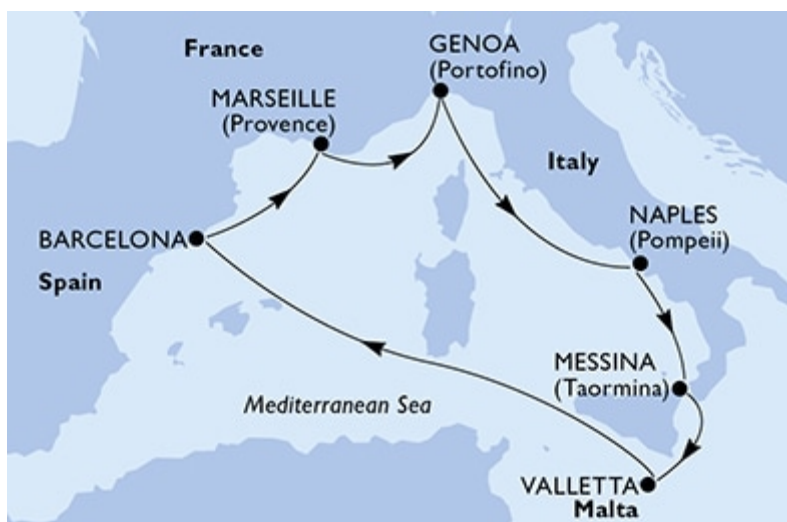 France
GENOA
(Portofino)
MARSEILLE
(Provence)
Italy
NAPLES
(Pompeii)
BARCELONA
Spain
MESSINA
(Taormina)
Mediterranean Sea
VALLETTA
Malta